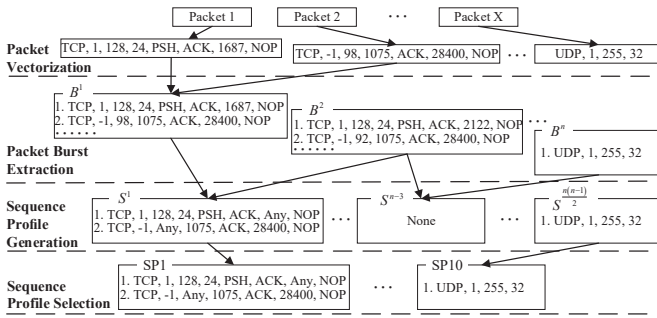 Packet 1
Packet 2
...
Packet X
Packet
Vectorization
TCP, 1, 128, 24, PSH, ACK, 1687, NOP
TCP, -1, 98, 1075, ACK, 28400, NOP
...
UDP, 1, 255, 32
B^1
1. TCP, 1, 128, 24, PSH, ACK, 1687, NOP
2. TCP, -1, 98, 1075, ACK, 28400, NOP
......
B^2
1. TCP, 1, 128, 24, PSH, ACK, 2122, NOP
2. TCP, -1, 92, 1075, ACK, 28400, NOP
......
...
B^n
1. UDP, 1, 255, 32
Packet Burst
Extraction
Sequence
Profile
Generation
S^1
1. TCP, 1, 128, 24, PSH, ACK, Any, NOP
2. TCP, -1, Any, 1075, ACK, 28400, NOP
...
S^{n-3}
None
...
S^{\frac{n(n-1)}{2}}
1. UDP, 1, 255, 32
Sequence
Profile Selection
SP1
1. TCP, 1, 128, 24, PSH, ACK, Any, NOP
2. TCP, -1, Any, 1075, ACK, 28400, NOP
...
SP10
1. UDP, 1, 255, 32